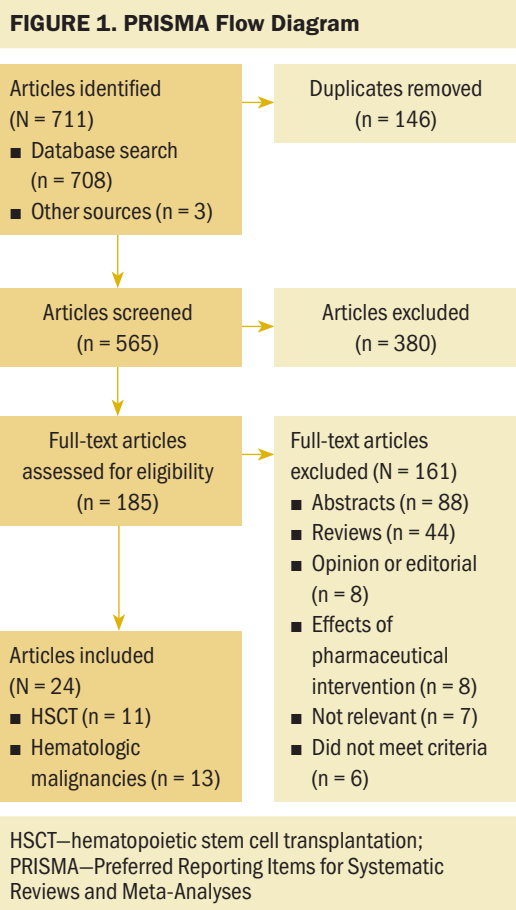 FIGURE 1. PRISMA Flow Diagram
Articles identified
(N = 711)
■ Database search
(n = 708)
■ Other sources (n = 3)
Duplicates removed
(n = 146)
Articles screened
(n = 565)
Articles excluded
(n = 380)
Full-text articles
assessed for eligibility
(n = 185)
Full-text articles
excluded (N = 161)
■ Abstracts (n = 88)
■ Reviews (n = 44)
■ Opinion or editorial
(n = 8)
■ Effects of
pharmaceutical
intervention (n = 8)
■ Not relevant (n = 7)
■ Did not meet criteria
(n = 6)
Articles included
(N = 24)
■ HSCT (n = 11)
■ Hematologic
malignancies (n = 13)
HSCT—hematopoietic stem cell transplantation;
PRISMA—Preferred Reporting Items for Systematic
Reviews and Meta-Analyses